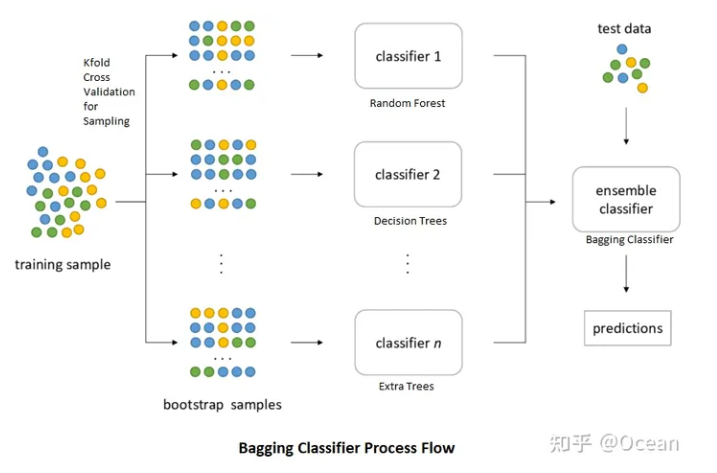 Kfold
Cross
Validation
for
Sampling
training sample
...
...
...
bootstrap samples
classifier 1
Random Forest
classifier 2
Decision Trees
classifier n
Extra Trees
test data
ensemble
classifier
Bagging Classifier
predictions
Bagging Classifier Process Flow
知乎 @Ocean